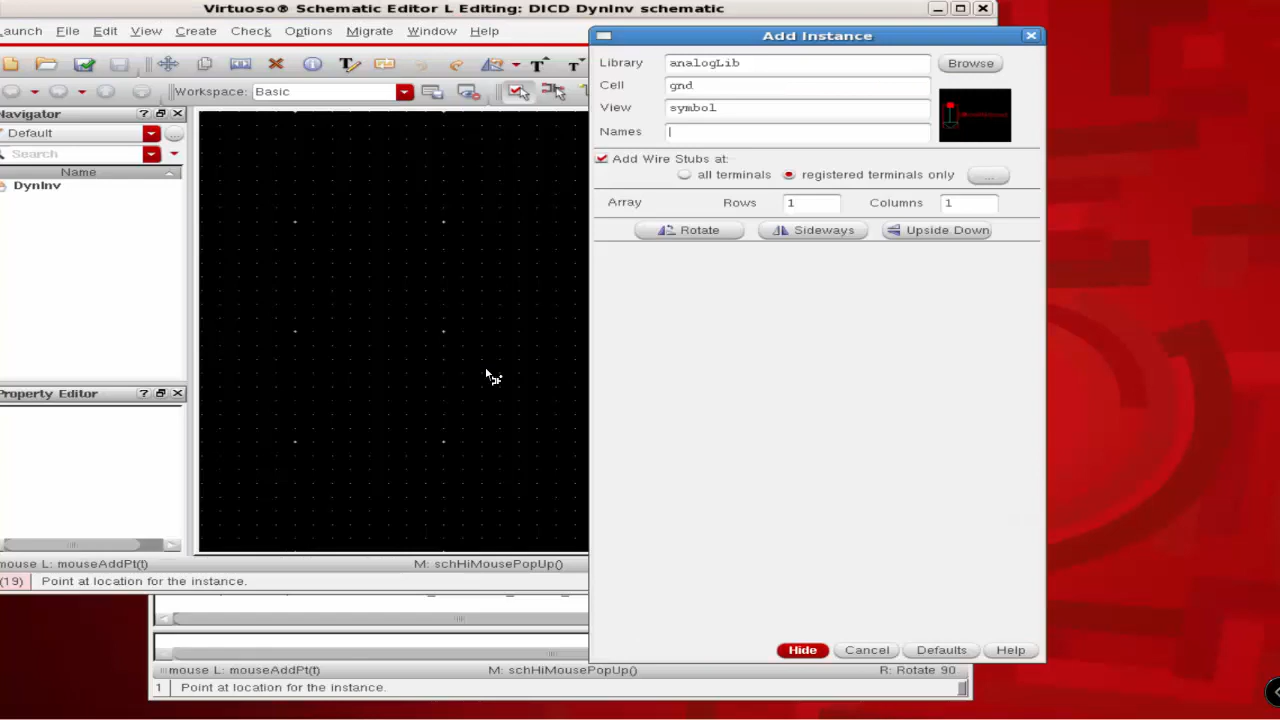 Virtuoso® Schematic Editor L Editing: DICD DynInv schematic
aunch File Edit View Create Check Options Migrate Window Help
Workspace: Basic
Navigator
Default
Search
Name
DynInv
Property Editor
mouse L: mouseAddPt(t) M: schHiMousePopUp()
(19) Point at location for the instance.
mouse L: mouseAddPt(t) M: schHiMousePopUp() R: Rotate 90
1 Point at location for the instance.
Add Instance
Library analogLib Browse
Cell gnd
View symbol
Names
Add Wire Stubs at:
all terminals registered terminals only ...
Array Rows 1 Columns 1
Rotate Sideways Upside Down
Hide Cancel Defaults Help